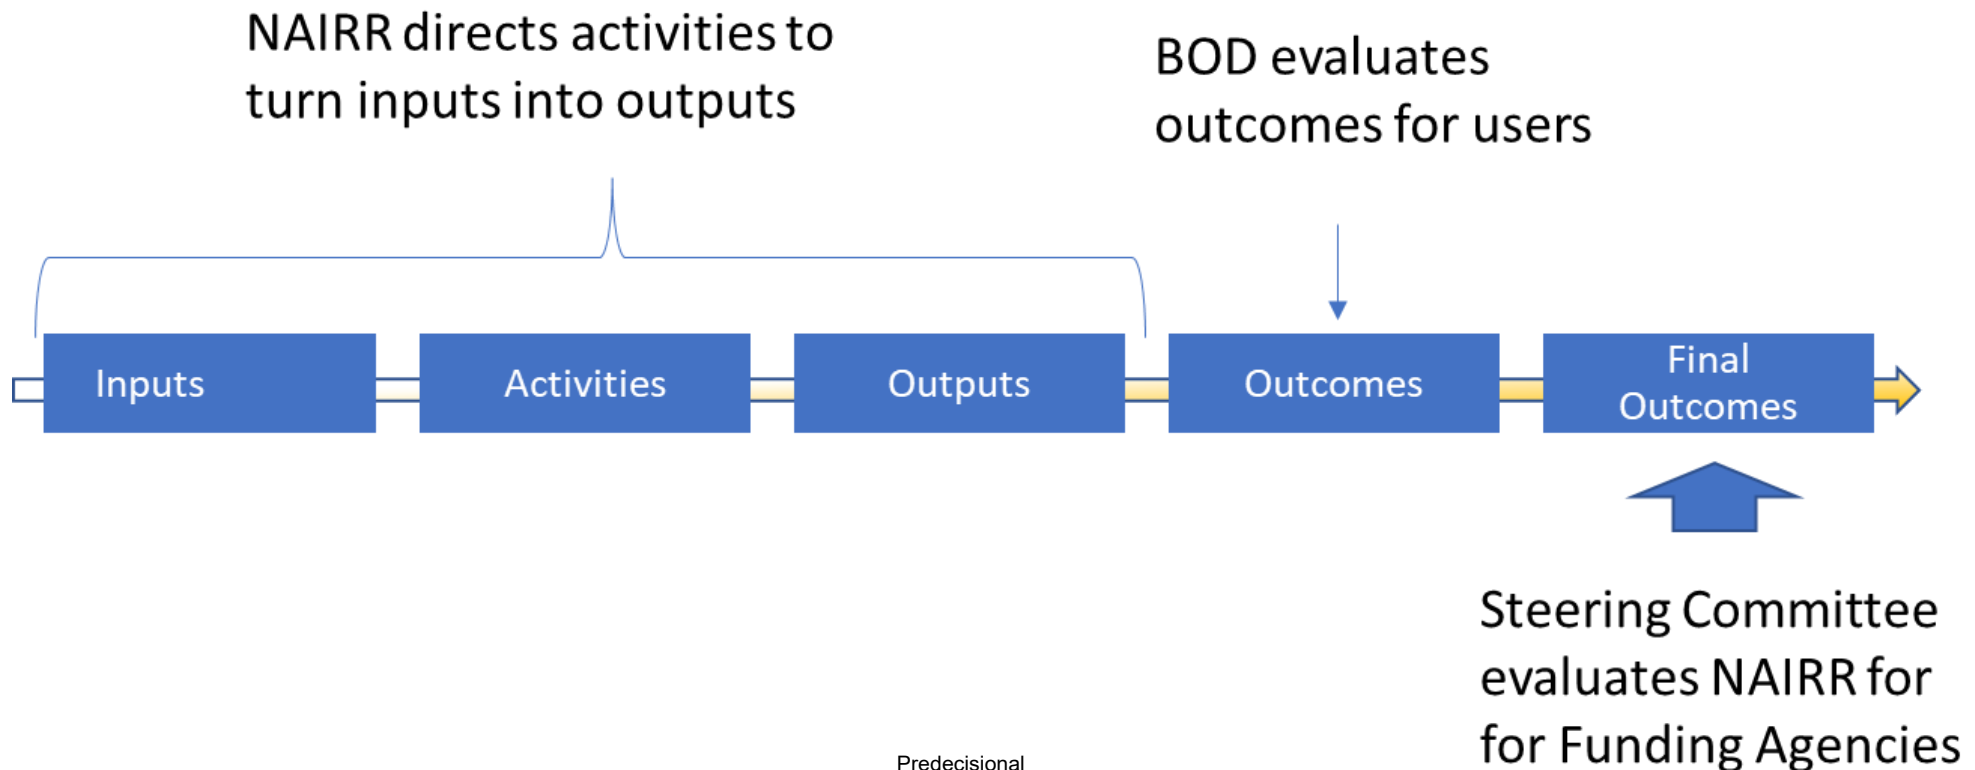 NAIRR directs activities to
turn inputs into outputs
BOD evaluates
outcomes for users
Inputs
Activities
Outputs
Outcomes
Final
Outcomes
Steering Committee
evaluates NAIRR for
for Funding Agencies
Predecisional